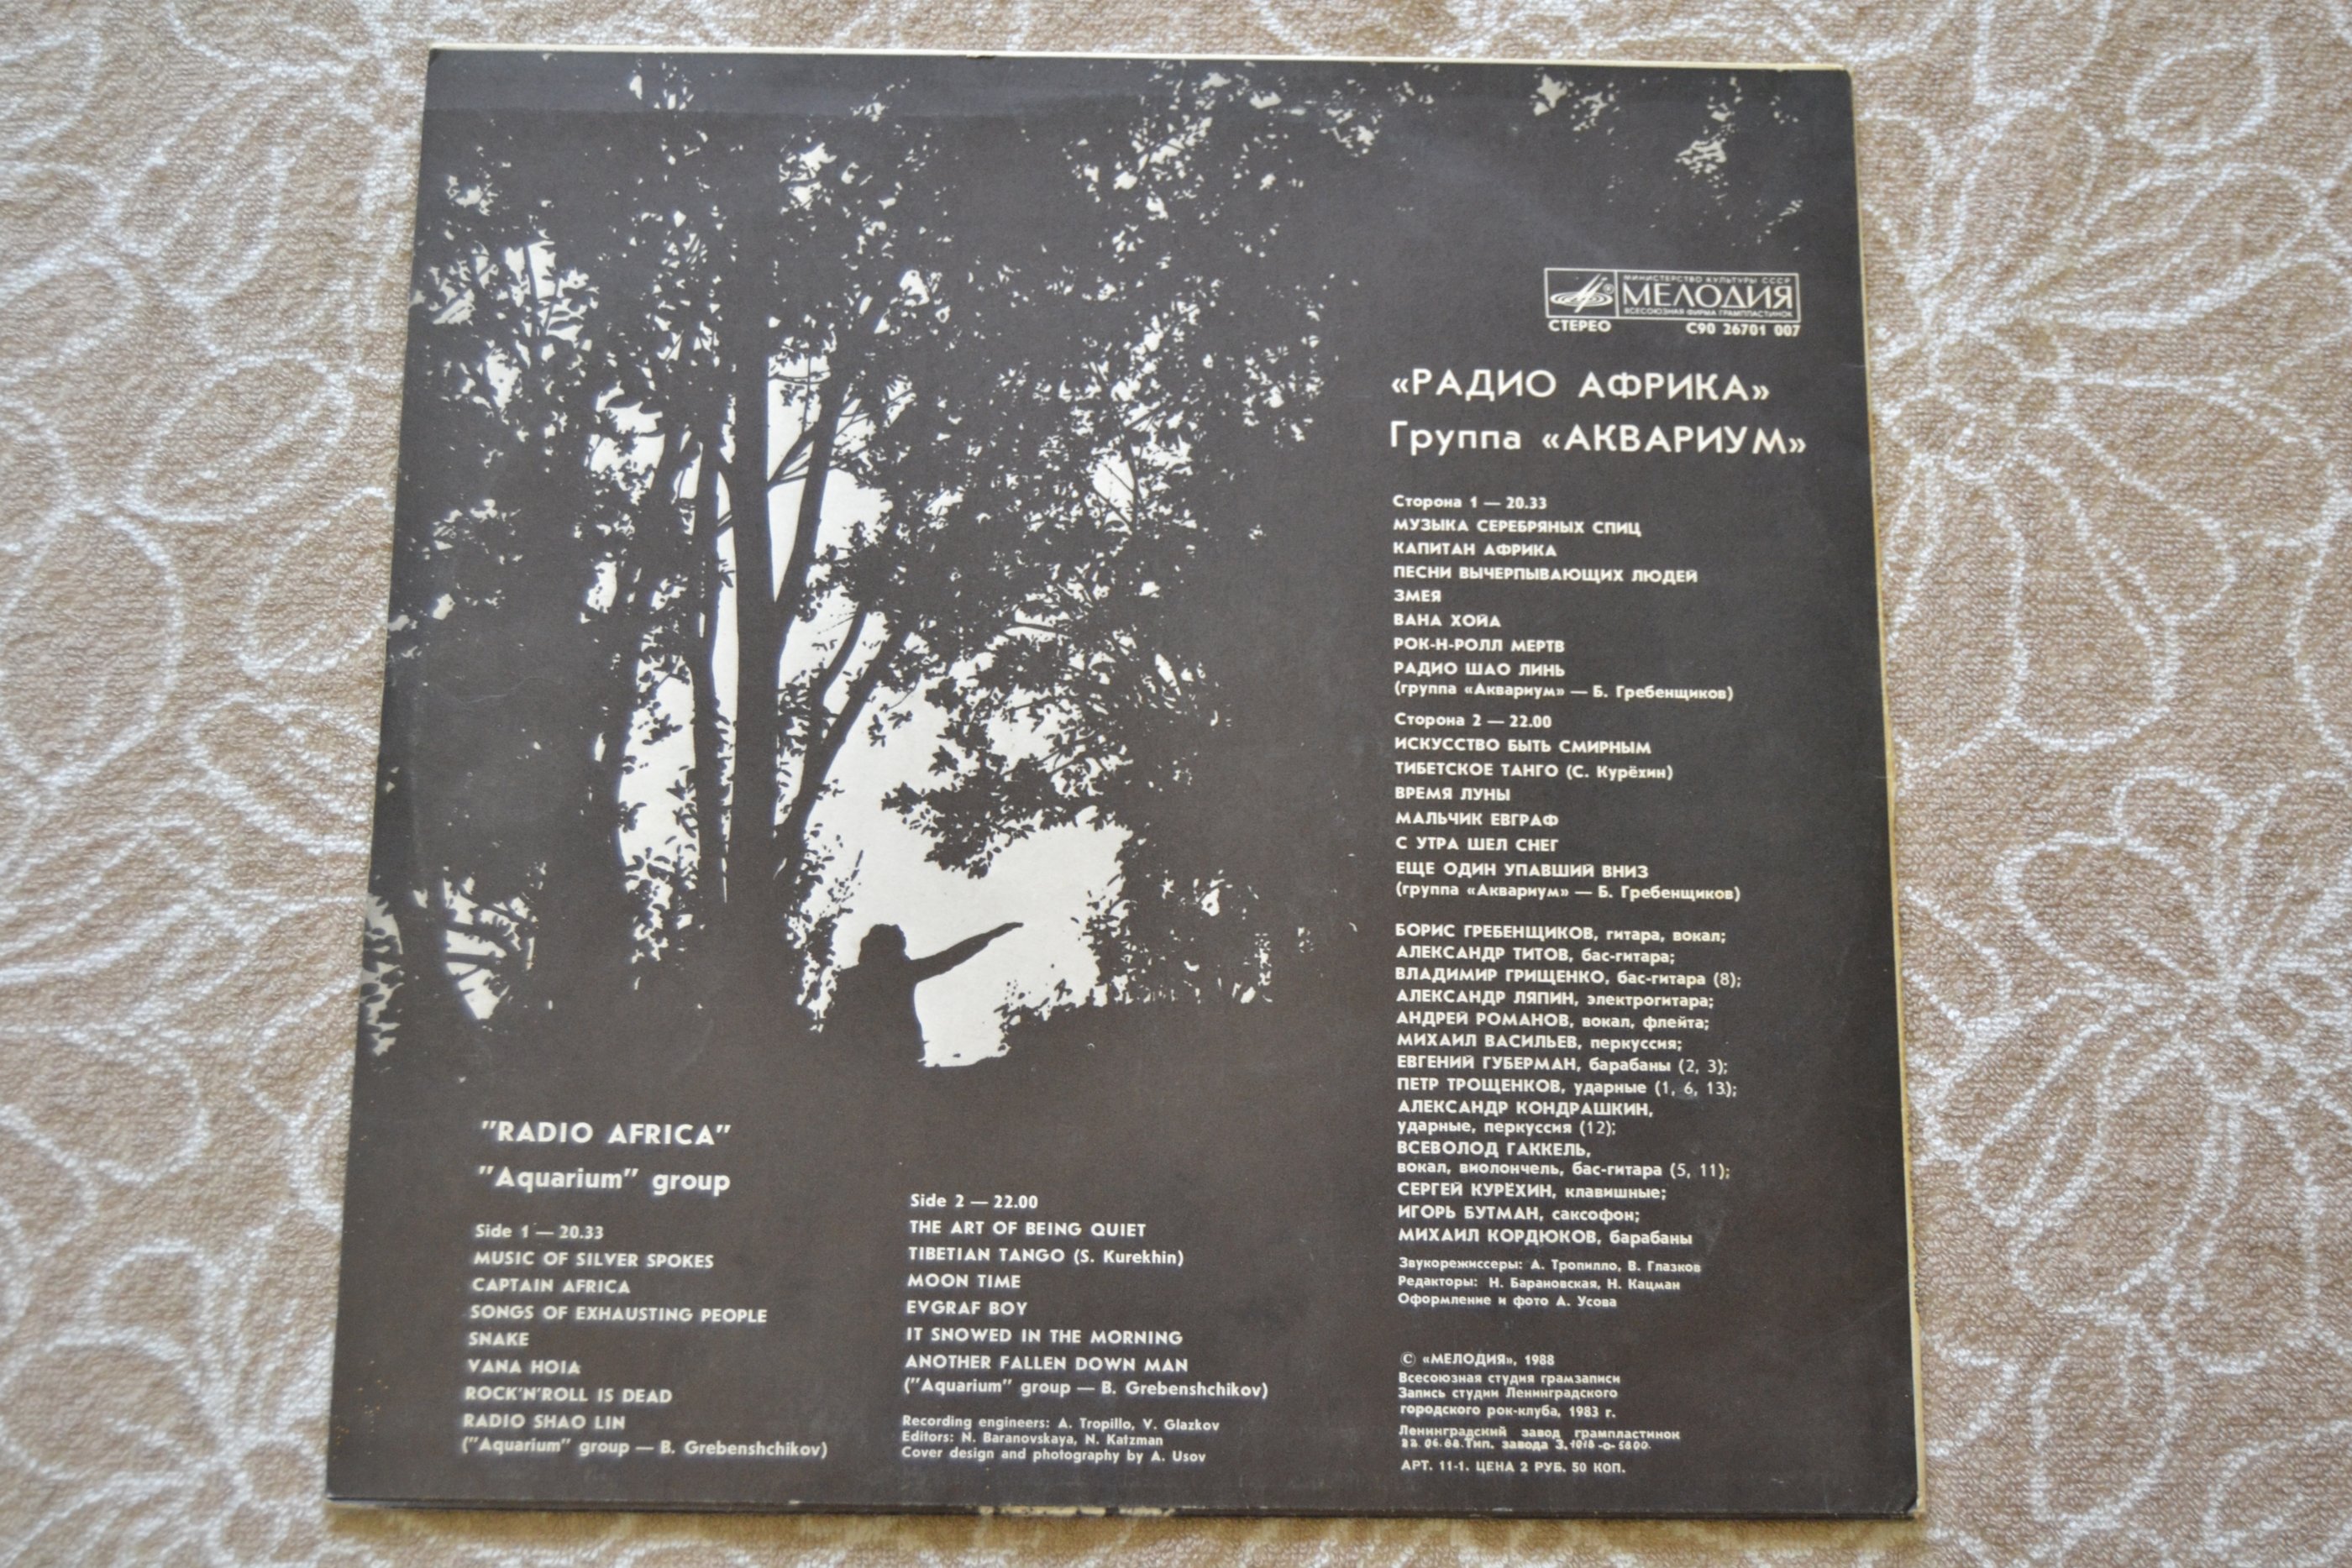 МИНИСТЕРСТВО КУЛЬТУРЫ СССР
МЕЛОДИЯ
ВСЕСОЮЗНАЯ ФИРМА ГРАМПЛАСТИНОК
СТЕРЕО С90 26701 007
«РАДИО АФРИКА»
Группа «АКВАРИУМ»
Сторона 1 — 20.33
МУЗЫКА СЕРЕБРЯНЫХ СПИЦ
КАПИТАН АФРИКА
ПЕСНИ ВЫЧЕРПЫВАЮЩИХ ЛЮДЕЙ
ЗМЕЯ
ВАНА ХОЙА
РОК-Н-РОЛЛ МЕРТВ
РАДИО ШАО ЛИНЬ
(группа «Аквариум» — Б. Гребенщиков)
Сторона 2 — 22.00
ИСКУССТВО БЫТЬ СМИРНЫМ
ТИБЕТСКОЕ ТАНГО (С. Курёхин)
ВРЕМЯ ЛУНЫ
МАЛЬЧИК ЕВГРАФ
С УТРА ШЕЛ СНЕГ
ЕЩЕ ОДИН УПАВШИЙ ВНИЗ
(группа «Аквариум» — Б. Гребенщиков)
БОРИС ГРЕБЕНЩИКОВ, гитара, вокал;
АЛЕКСАНДР ТИТОВ, бас-гитара;
ВЛАДИМИР ГРИЩЕНКО, бас-гитара (8);
АЛЕКСАНДР ЛЯПИН, электрогитара;
АНДРЕЙ РОМАНОВ, вокал, флейта;
МИХАИЛ ВАСИЛЬЕВ, перкуссия;
ЕВГЕНИЙ ГУБЕРМАН, барабаны (2, 3);
ПЕТР ТРОЩЕНКОВ, ударные (1, 6, 13);
АЛЕКСАНДР КОНДРАШКИН,
ударные, перкуссия (12);
ВСЕВОЛОД ГАККЕЛЬ,
вокал, виолончель, бас-гитара (5, 11);
СЕРГЕЙ КУРЁХИН, клавишные;
ИГОРЬ БУТМАН, саксофон;
МИХАИЛ КОРДЮКОВ, барабаны
Звукорежиссеры: А. Тропилло, В. Глазков
Редакторы: Н. Барановская, Н. Кацман
Оформление и фото А. Усова
© «МЕЛОДИЯ», 1988
Всесоюзная студия грамзаписи
Запись студии Ленинградского
городского рок-клуба, 1983 г.
Ленинградский завод грампластинок
22.06.88.Тип. завода З.1018-о-5800.
АРТ. 11-1. ЦЕНА 2 РУБ. 50 КОП.
"RADIO AFRICA"
"Aquarium" group
Side 1 — 20.33
MUSIC OF SILVER SPOKES
CAPTAIN AFRICA
SONGS OF EXHAUSTING PEOPLE
SNAKE
VANA HOIA
ROCK'N'ROLL IS DEAD
RADIO SHAO LIN
("Aquarium" group — B. Grebenshchikov)
Side 2 — 22.00
THE ART OF BEING QUIET
TIBETIAN TANGO (S. Kurekhin)
MOON TIME
EVGRAF BOY
IT SNOWED IN THE MORNING
ANOTHER FALLEN DOWN MAN
("Aquarium" group — B. Grebenshchikov)
Recording engineers: A. Tropillo, V. Glazkov
Editors: N. Baranovskaya, N. Katzman
Cover design and photography by A. Usov